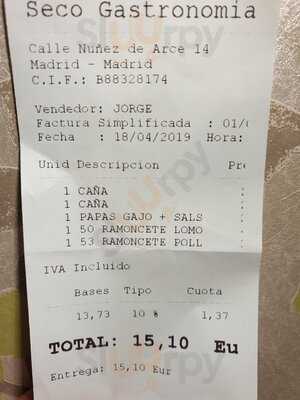 Seco Gastronomía
Calle Nuñez de Arce 14
Madrid - Madrid
C.I.F.: B88328174
Vendedor: JORGE
Factura Simplificada : 01/
Fecha : 18/04/2019 Hora:
Unid Descripcion Pre
1 CAÑA
1 CAÑA
1 PAPAS GAJO + SALS
1 50 RAMONCETE LOMO
1 53 RAMONCETE POLL
IVA Incluido
Bases Tipo Cuota
13,73 10 % 1,37
TOTAL: 15,10 Eu
Entrega: 15,10 Eur